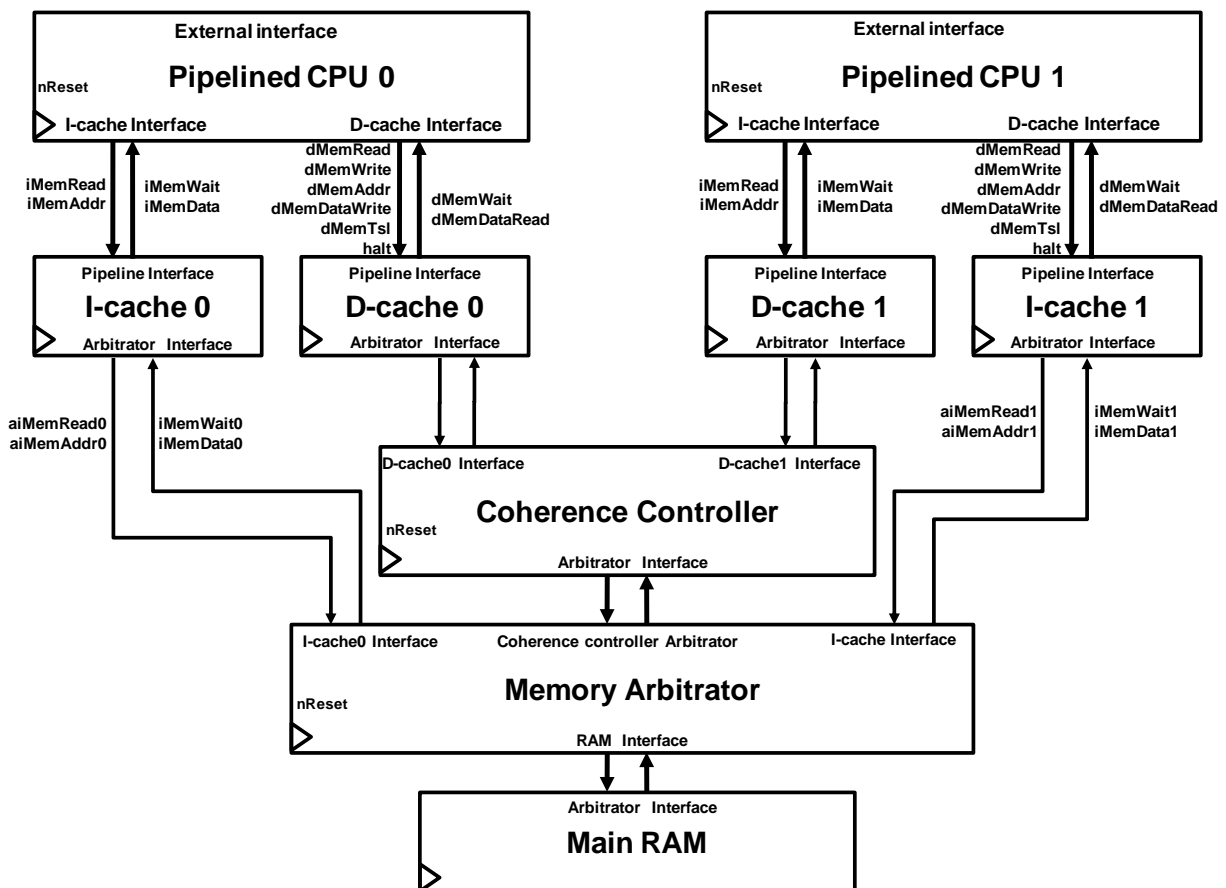 External interface
Pipelined CPU 0
nReset
I-cache Interface
D-cache Interface
External interface
Pipelined CPU 1
nReset
I-cache Interface
D-cache Interface
iMemRead
iMemAddr
iMemWait
iMemData
dMemRead
dMemWrite
dMemAddr
dMemDataWrite
dMemTsl
halt
dMemWait
dMemDataRead
iMemRead
iMemAddr
iMemWait
iMemData
dMemRead
dMemWrite
dMemAddr
dMemDataWrite
dMemTsl
halt
dMemWait
dMemDataRead
Pipeline Interface
I-cache 0
Arbitrator Interface
Pipeline Interface
D-cache 0
Arbitrator Interface
Pipeline Interface
D-cache 1
Arbitrator Interface
Pipeline Interface
I-cache 1
Arbitrator Interface
aiMemRead0
aiMemAddr0
iMemWait0
iMemData0
aiMemRead1
aiMemAddr1
iMemWait1
iMemData1
D-cache0 Interface
D-cache1 Interface
Coherence Controller
nReset
Arbitrator Interface
I-cache0 Interface
Coherence controller Arbitrator
I-cache Interface
Memory Arbitrator
nReset
RAM Interface
Arbitrator Interface
Main RAM